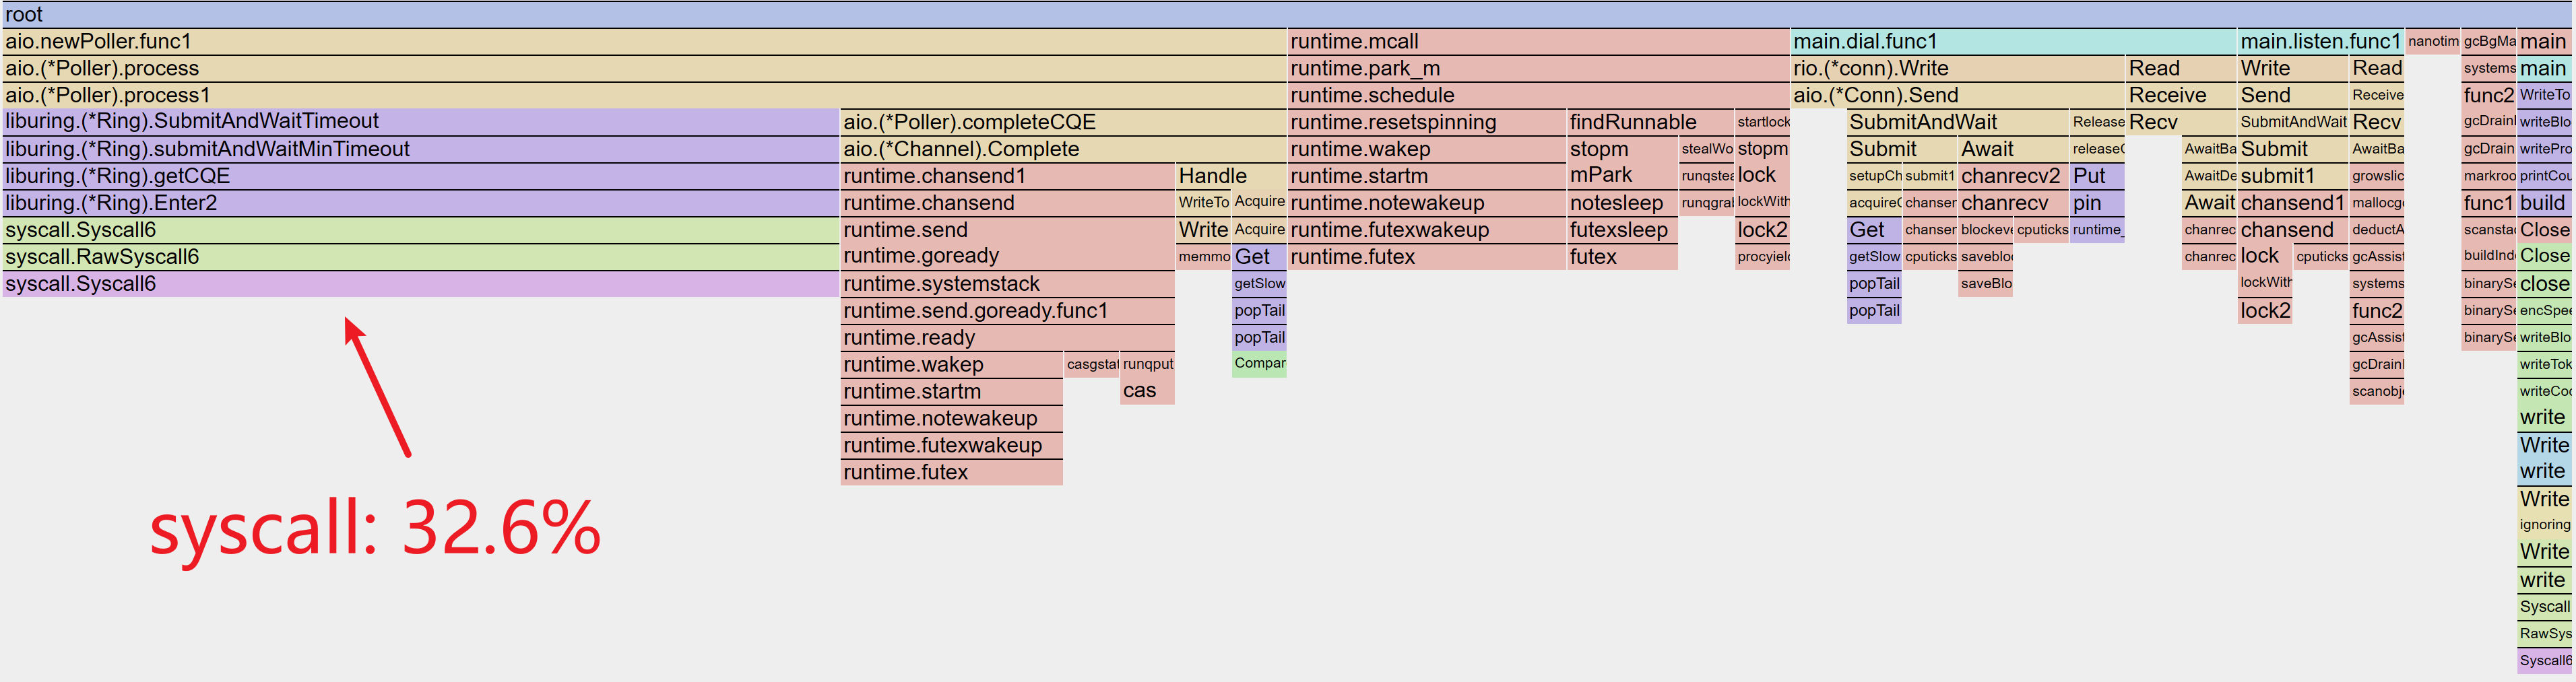 root
aio.newPoller.func1 runtime.mcall main.dial.func1 main.listen.func1 nanotim gcBgMa main
aio.(*Poller).process runtime.park_m rio.(*conn).Write Read Write Read systems main
aio.(*Poller).process1 runtime.schedule aio.(*Conn).Send Receive Send Receive func2 WriteTo
liburing.(*Ring).SubmitAndWaitTimeout aio.(*Poller).completeCQE runtime.resetspinning findRunnable startlock SubmitAndWait Release Recv SubmitAndWait Recv gcDrain writeBlo
liburing.(*Ring).submitAndWaitMinTimeout aio.(*Channel).Complete runtime.wakep stopm stealWo stopm Submit Await release AwaitBa Submit AwaitBa gcDrain writePro
liburing.(*Ring).getCQE runtime.chansend1 Handle runtime.startm mPark runqstea lock setupCh submit1 chanrecv2 Put AwaitDe submit1 growslic markroo printCou
liburing.(*Ring).Enter2 runtime.chansend WriteTo Acquire runtime.notewakeup notesleep runqgra lockWith acquire chanser chanrecv pin Await chansend1 mallocg func1 build
syscall.Syscall6 runtime.send Write Acquire runtime.futexwakeup futexsleep lock2 Get chanser blockeve cputicks runtime_ chanrec chansend deductA scansta Close
syscall.RawSyscall6 runtime.goready memmo Get runtime.futex futex procyiel getSlow cputicks saveblo chanrec lock cputicks gcAssist buildInd Close
syscall.Syscall6 runtime.systemstack getSlow popTail saveBlo lockWith systems binarySe close
runtime.send.goready.func1 popTail popTail lock2 func2 binarySe encSpee
runtime.ready popTail gcAssist binarySe writeBlo
runtime.wakep casgstat runqput Compar gcDrain writeTok
runtime.startm cas scanobj writeCod
runtime.notewakeup write
runtime.futexwakeup Write
runtime.futex write
Write
ignoring
syscall: 32.6%
Write
write
Syscall
RawSys
Syscall6